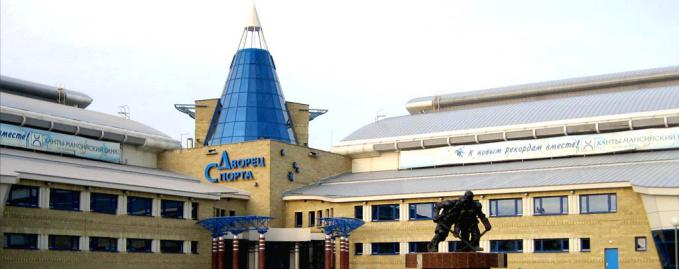 вместе!
ХАНТЫ МАНСИЙСКИЙ БАНК
Дворец
Спорта
К новым рекордам вместе!
ХАНТЫ МАНСИЙСКИЙ БАНК